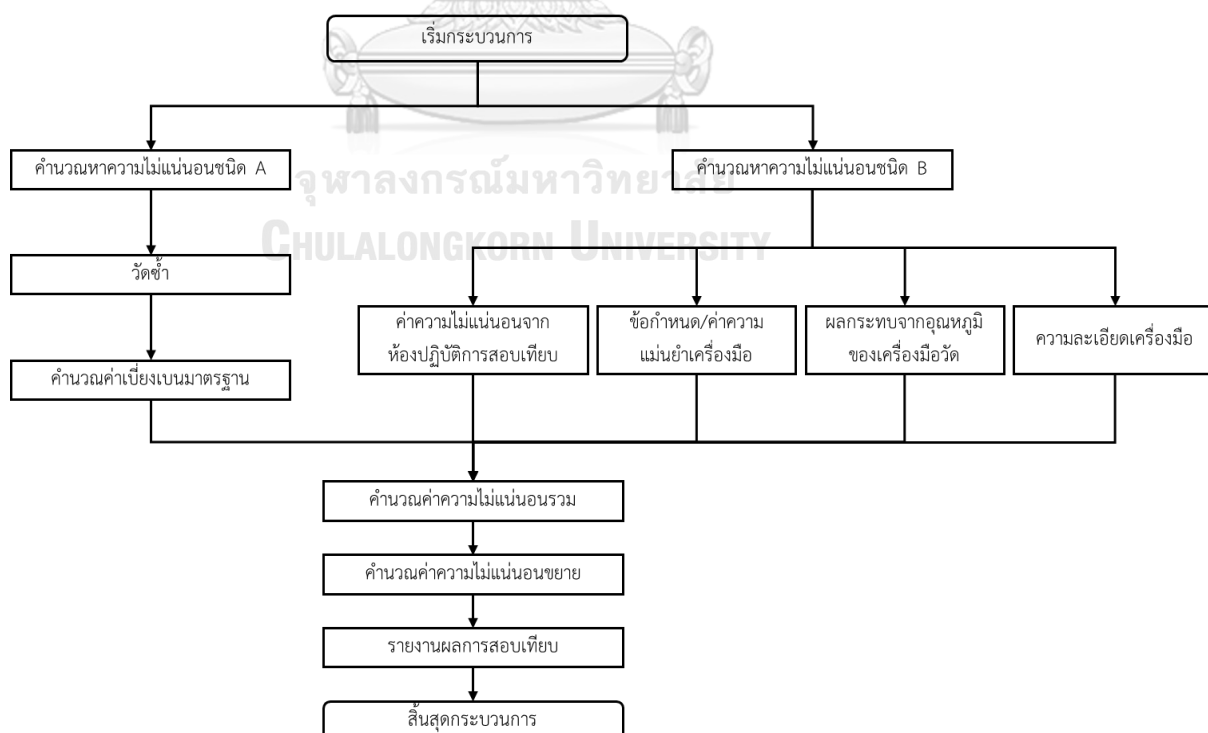 เริ่มกระบวนการ
คำนวณหาความไม่แน่นอนชนิด A
คำนวณหาความไม่แน่นอนชนิด B
จุฬาลงกรณ์มหาวิทยาลัย
CHULALONGKORN UNIVERSITY
วัดซ้ำ
ค่าความไม่แน่นอนจาก
ห้องปฏิบัติการสอบเทียบ
ข้อกำหนด/ค่าความ
แม่นยำเครื่องมือ
ผลกระทบจากอุณหภูมิ
ของเครื่องมือวัด
ความละเอียดเครื่องมือ
คำนวณค่าเบี่ยงเบนมาตรฐาน
คำนวณค่าความไม่แน่นอนรวม
คำนวณค่าความไม่แน่นอนขยาย
รายงานผลการสอบเทียบ
สิ้นสุดกระบวนการ